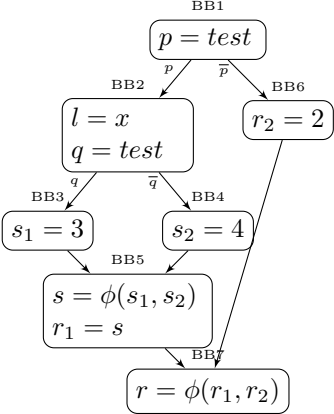 BB1
p = test
p
p̅
BB2
BB6
l = x
q = test
r₂ = 2
q
q̅
BB3
BB4
s₁ = 3
s₂ = 4
BB5
s = ϕ(s₁, s₂)
r₁ = s
BB7
r = ϕ(r₁, r₂)